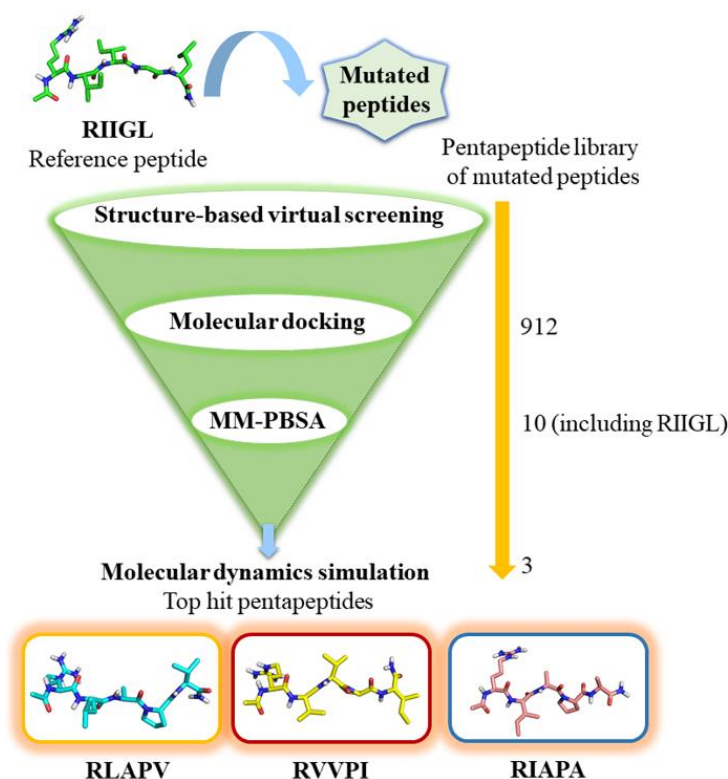 RIIGL
Reference peptide
Mutated
peptides
Pentapeptide library
of mutated peptides
Structure-based virtual screening
Molecular docking
912
MM-PBSA
10 (including RIIGL)
3
Molecular dynamics simulation
Top hit pentapeptides
RLAPV
RVVPI
RIAPA